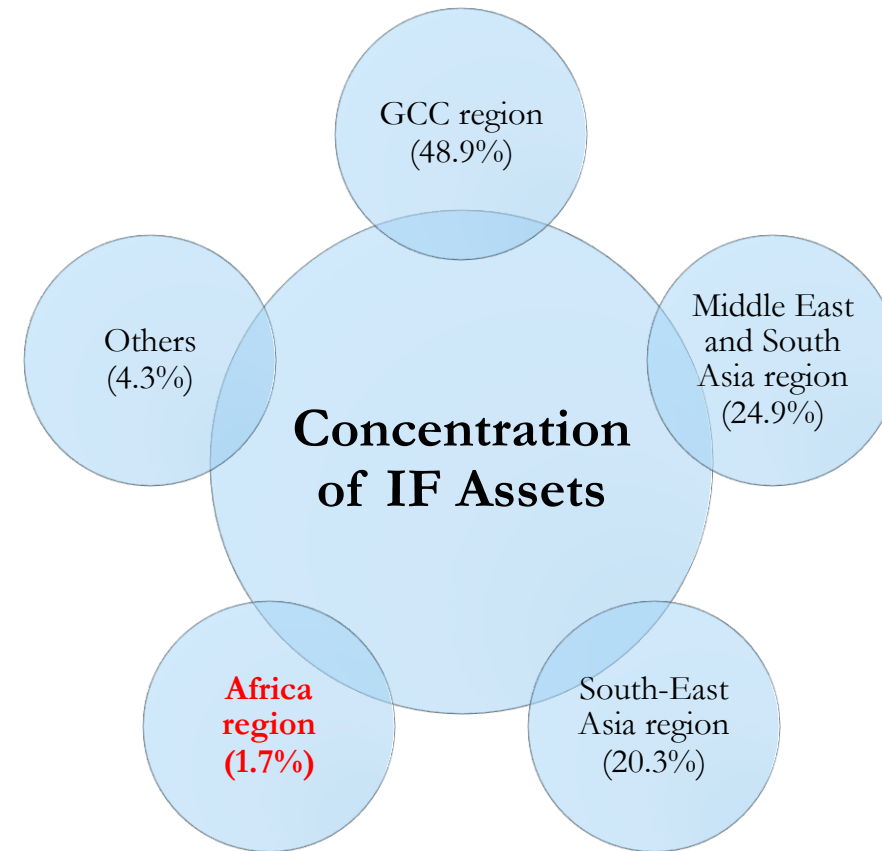 GCC region
(48.9%)
Middle East
and South
Asia region
(24.9%)
Others
(4.3%)
Concentration
of IF Assets
Africa
region
(1.7%)
South-East
Asia region
(20.3%)